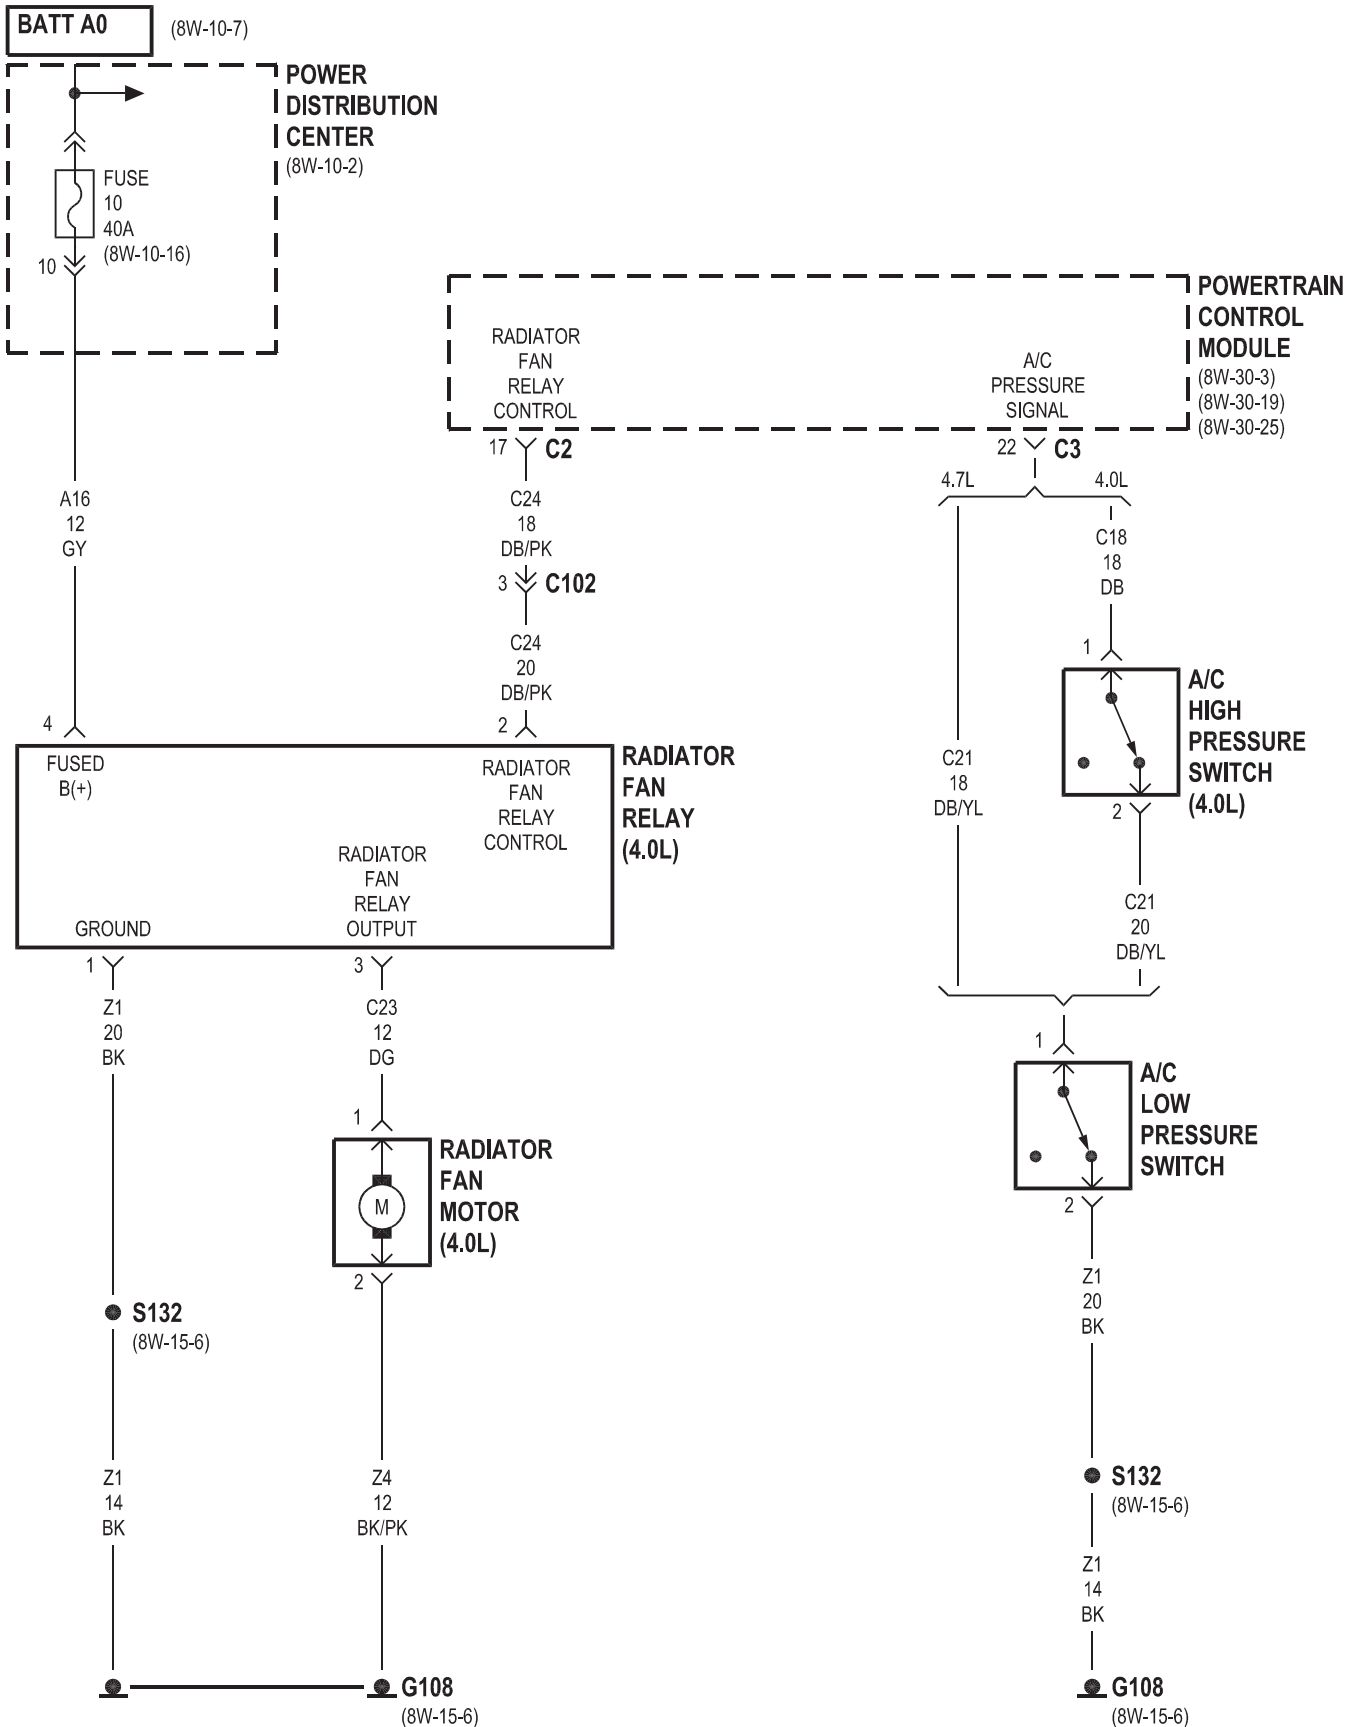 BATT A0
(8W-10-7)
POWER
DISTRIBUTION
CENTER
(8W-10-2)
FUSE
10
40A
(8W-10-16)
10
POWERTRAIN
CONTROL
MODULE
(8W-30-3)
(8W-30-19)
(8W-30-25)
RADIATOR
FAN
RELAY
CONTROL
A/C
PRESSURE
SIGNAL
17
C2
22
C3
4.7L
4.0L
A16
12
GY
C24
18
DB/PK
3
C102
C24
20
DB/PK
C18
18
DB
1
A/C
HIGH
PRESSURE
SWITCH
(4.0L)
2
C21
18
DB/YL
C21
20
DB/YL
4
2
FUSED
B(+)
RADIATOR
FAN
RELAY
CONTROL
RADIATOR
FAN
RELAY
(4.0L)
RADIATOR
FAN
RELAY
OUTPUT
GROUND
1
3
Z1
20
BK
C23
12
DG
1
A/C
LOW
PRESSURE
SWITCH
2
1
RADIATOR
FAN
MOTOR
(4.0L)
M
2
S132
(8W-15-6)
Z1
20
BK
Z1
14
BK
Z4
12
BK/PK
S132
(8W-15-6)
Z1
14
BK
G108
(8W-15-6)
G108
(8W-15-6)